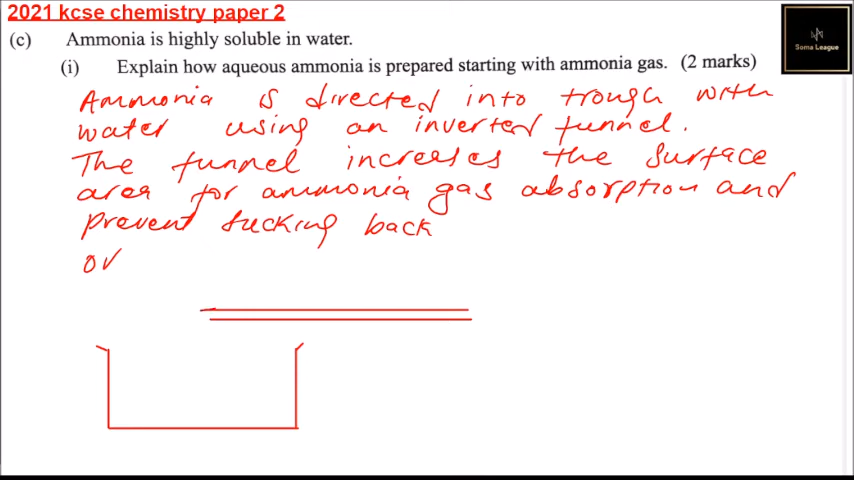 2021 kcse chemistry paper 2
(c) Ammonia is highly soluble in water.
(i) Explain how aqueous ammonia is prepared starting with ammonia gas. (2 marks)
Soma League
Ammonia is directed into trough with
water using an inverted funnel.
The funnel increases the surface
area for ammonia gas absorption and
prevent sucking back
or